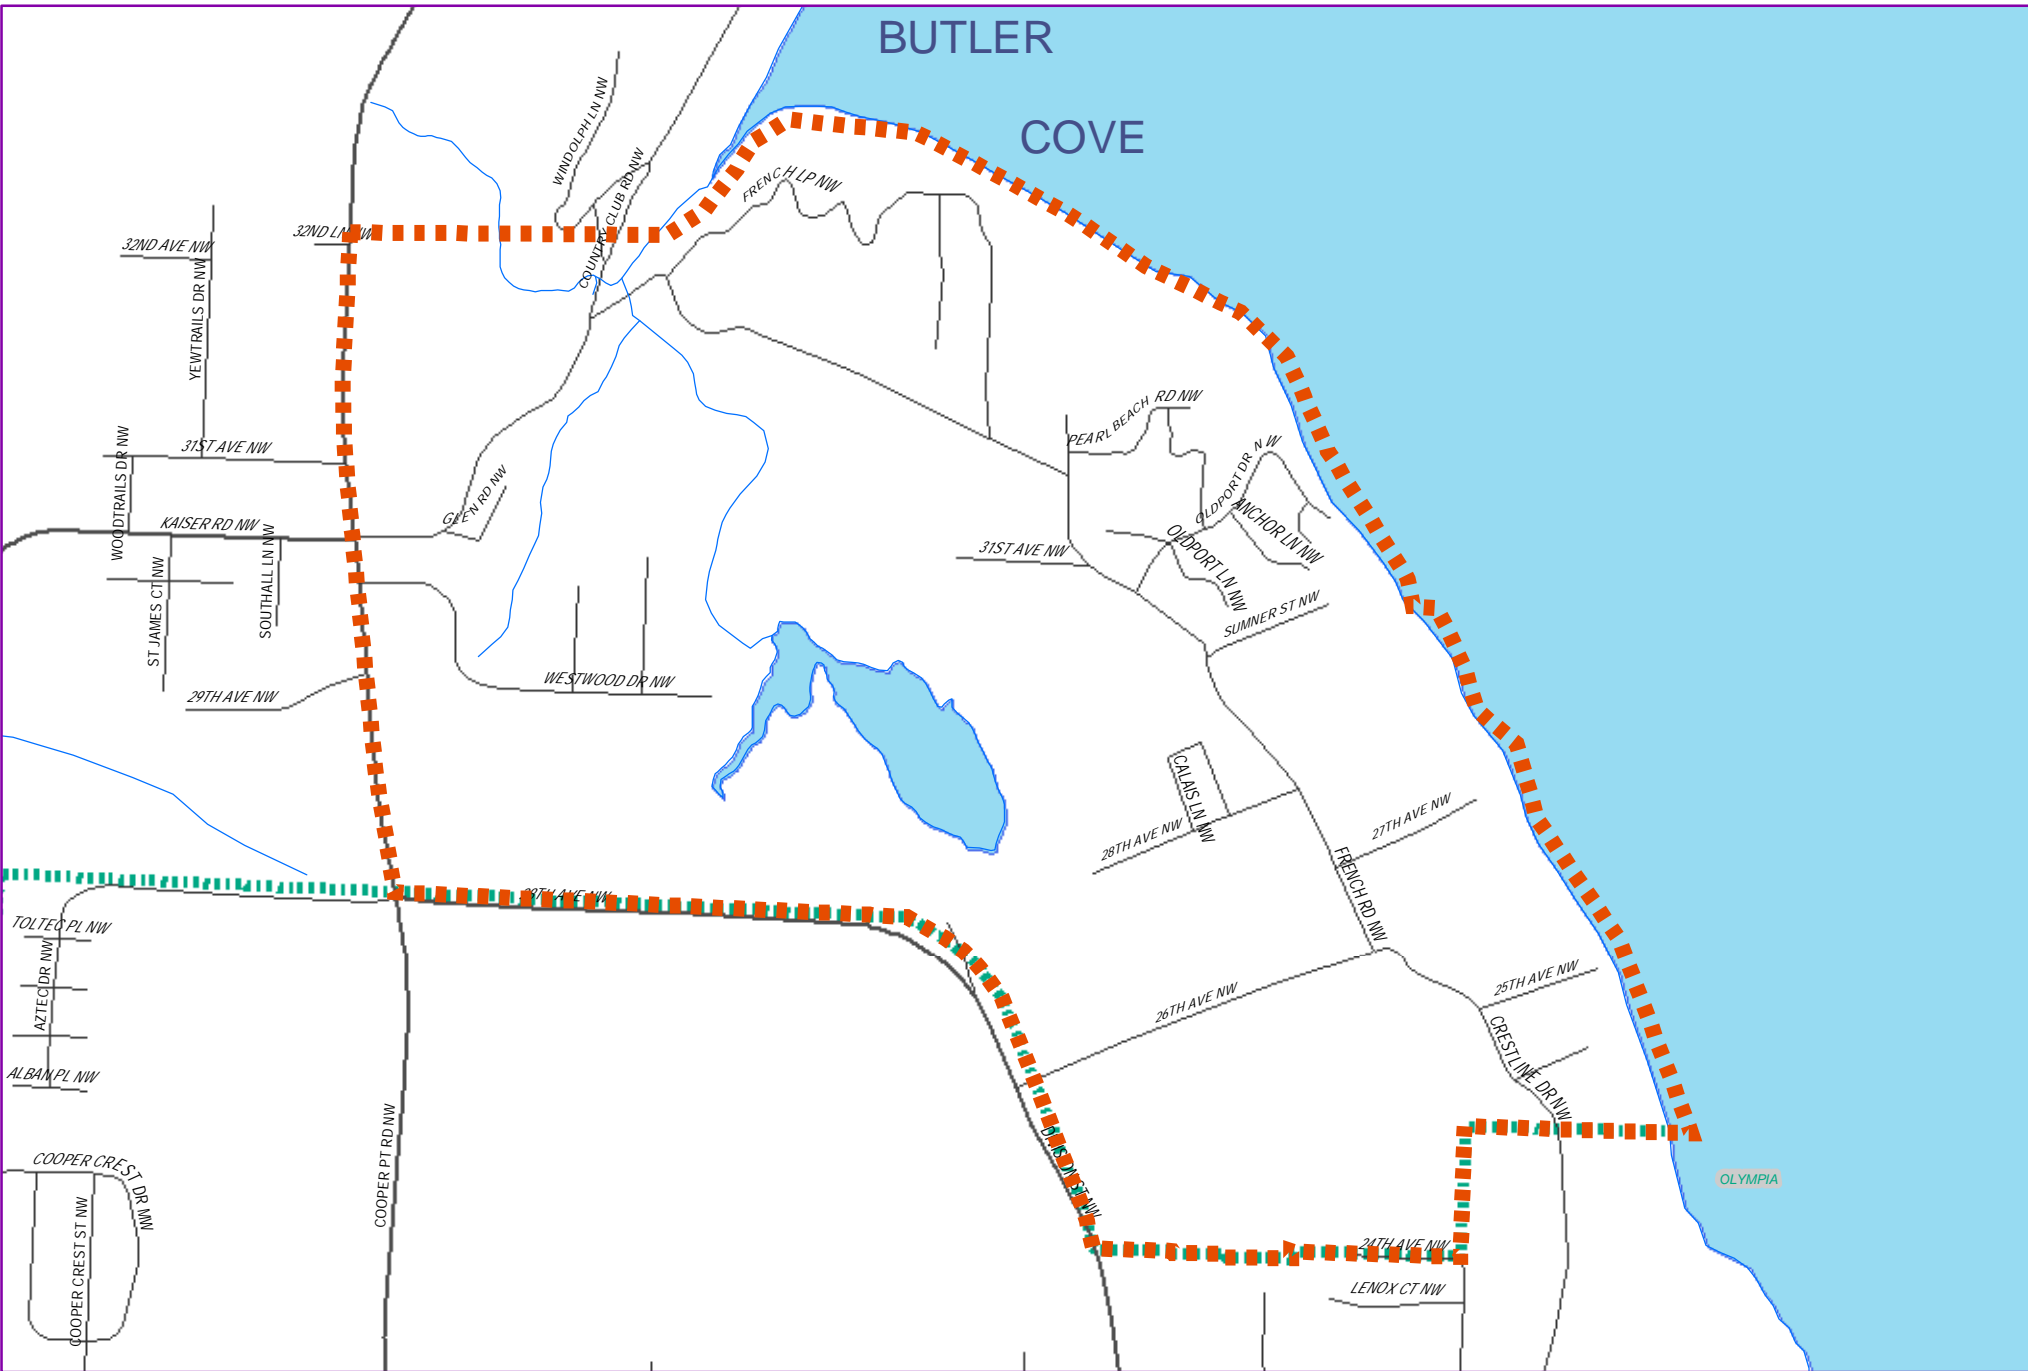 BUTLER
COVE
WINDOLPH LN NW
COUNTRY CLUB RD NW
FRENCH LP NW
32ND AVE NW
32ND LN NW
YEWTRAILS DR NW
31ST AVE NW
WOODTRAILS DR NW
KAISER RD NW
GLEN RD NW
ST JAMES CT NW
SOUTHALL LN NW
29TH AVE NW
WESTWOOD DR NW
PEARL BEACH RD NW
OLDPORT DR NW
ANCHOR LN NW
OLDPORT LN NW
31ST AVE NW
SUMNER ST NW
CALAIS LN NW
28TH AVE NW
27TH AVE NW
FRENCH RD NW
28TH AVE NW
TOLTEC PL NW
AZTEC DR NW
ALBAN PL NW
26TH AVE NW
25TH AVE NW
CRESTLINE DR NW
COOPER PT RD NW
DIVISION ST NW
COOPER CREST DR NW
COOPER CREST ST NW
OLYMPIA
24TH AVE NW
LENOX CT NW